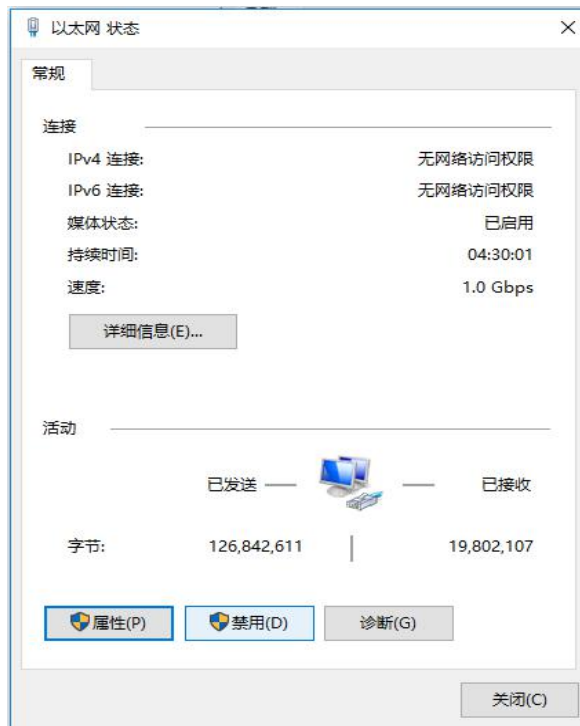 以太网 状态
常规
连接
IPv4 连接: 无网络访问权限
IPv6 连接: 无网络访问权限
媒体状态: 已启用
持续时间: 04:30:01
速度: 1.0 Gbps
详细信息(E)...
活动
已发送 已接收
字节: 126,842,611 19,802,107
属性(P) 禁用(D) 诊断(G)
关闭(C)